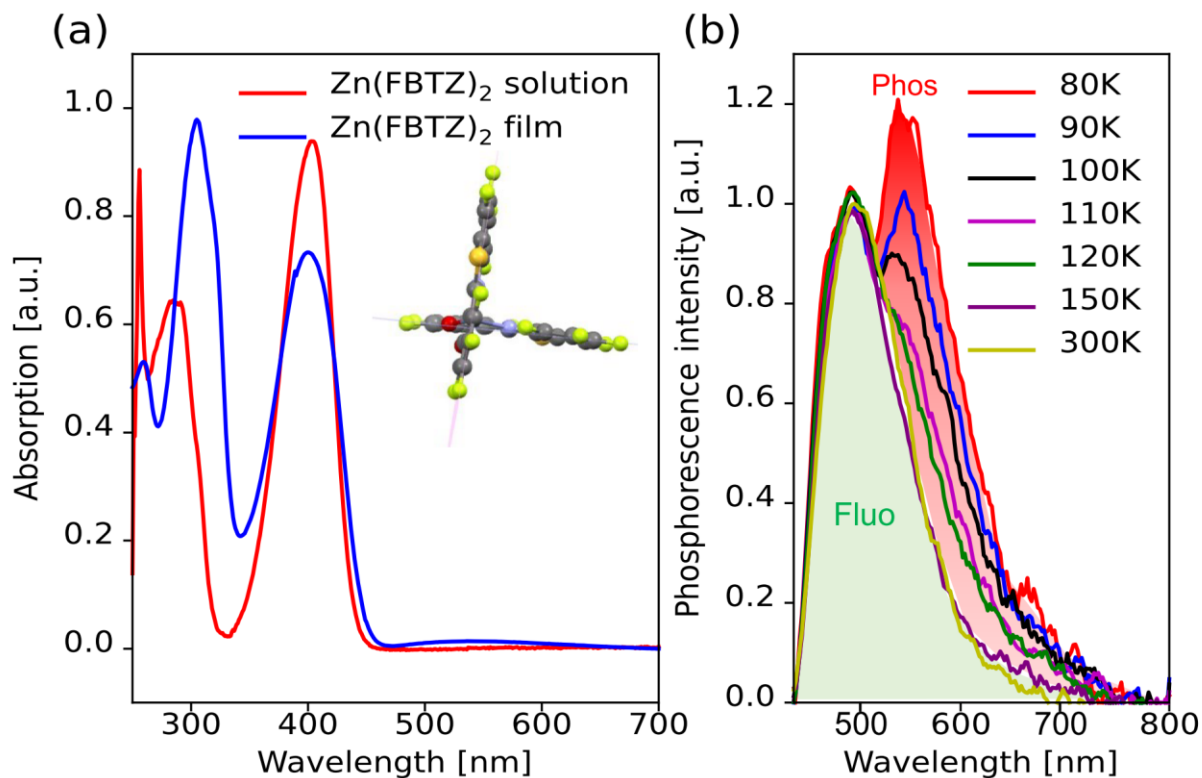 (a)
Absorption [a.u.]
1.0
0.8
0.6
0.4
0.2
0.0
Zn(FBTZ)₂ solution
Zn(FBTZ)₂ film
300 400 500 600 700
Wavelength [nm]
(b)
Phosphorescence intensity [a.u.]
1.2
1.0
0.8
0.6
0.4
0.2
0.0
Phos
Fluo
80K
90K
100K
110K
120K
150K
300K
500 600 700 800
Wavelength [nm]